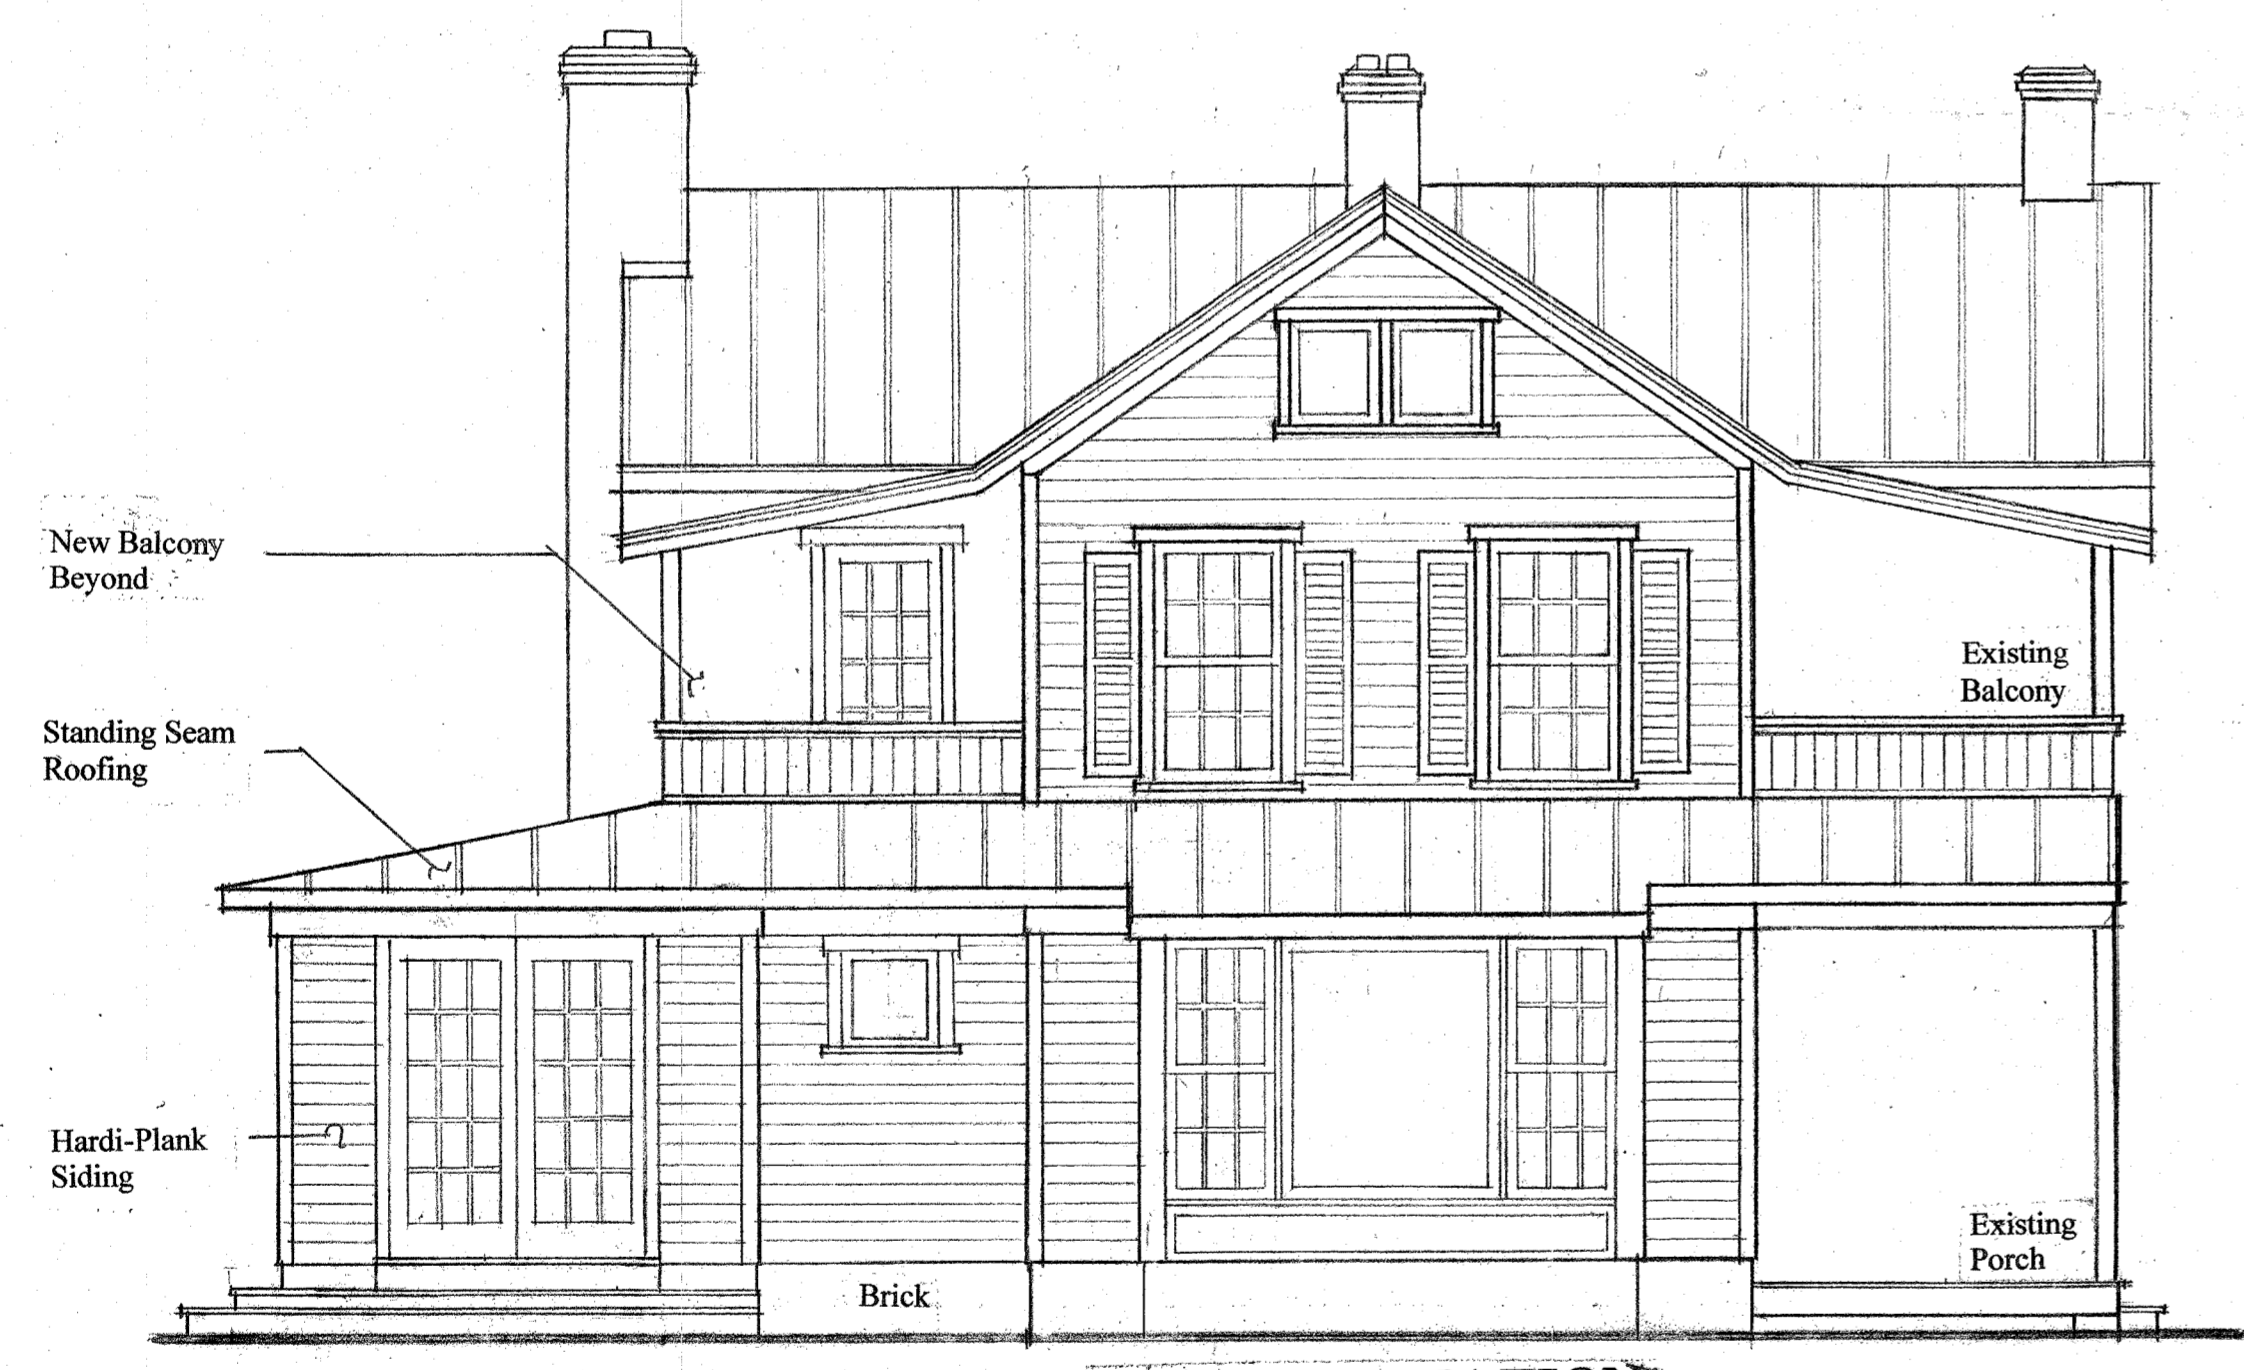 New Balcony
Beyond
Standing Seam
Roofing
Existing
Balcony
Hardi-Plank
Siding
Existing
Porch
Brick